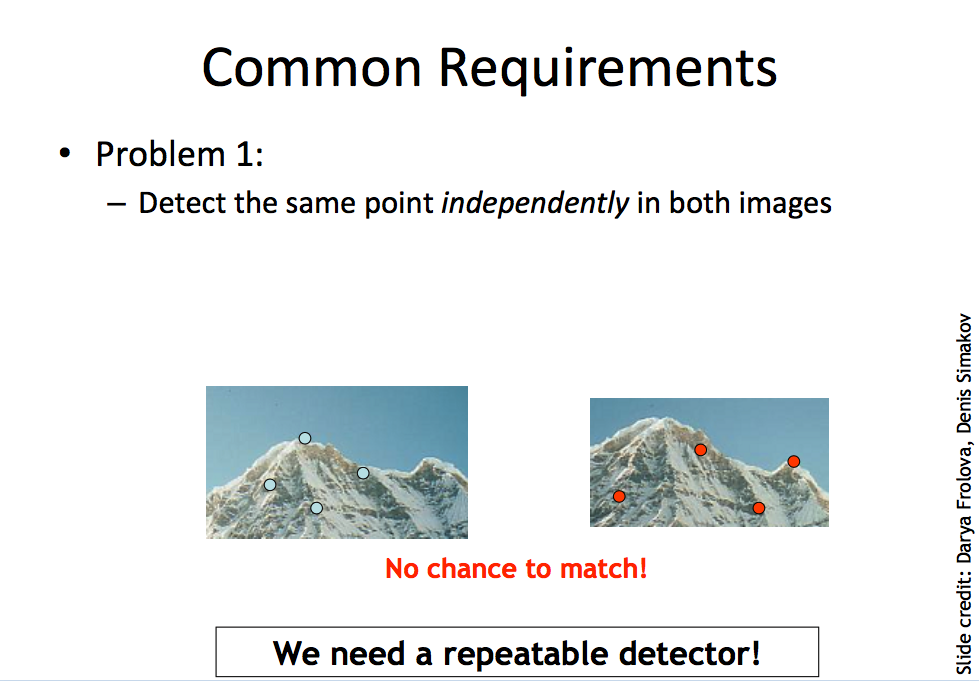 Common Requirements
• Problem 1:
– Detect the same point independently in both images
No chance to match!
We need a repeatable detector!
Slide credit: Darya Frolova, Denis Simakov